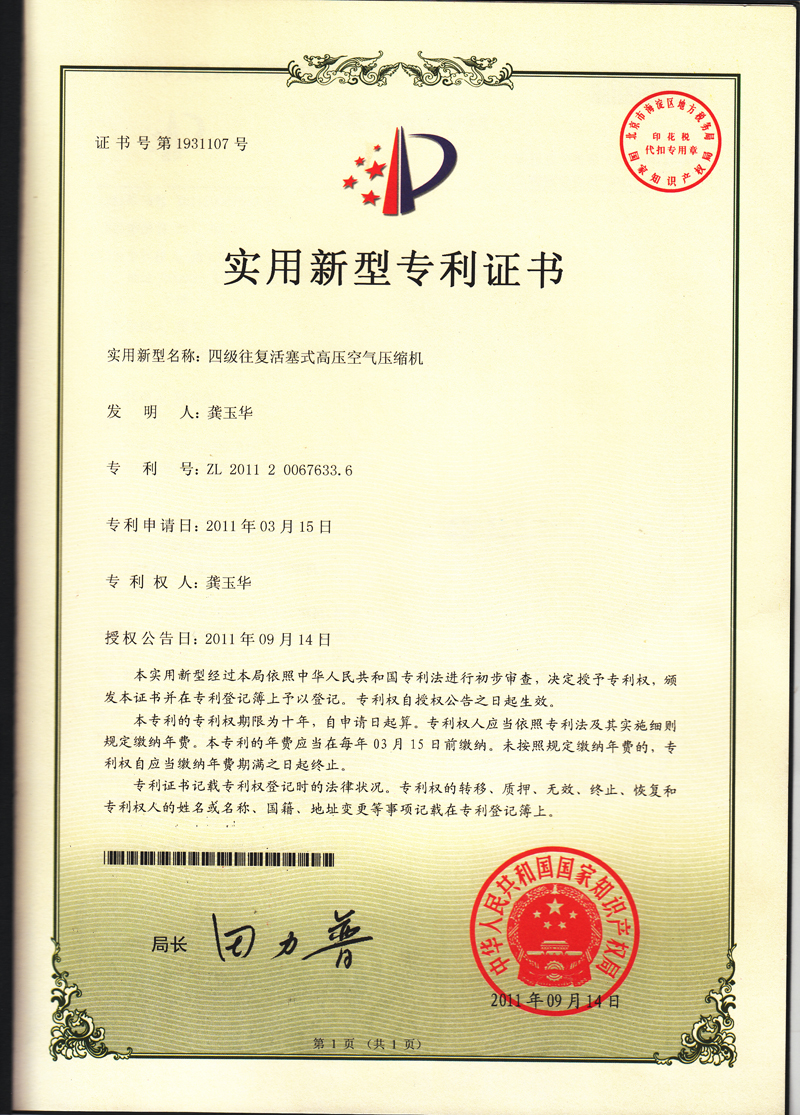 证书号第1931107号
北京市海淀区地方税务局
印花税
代扣专用章
国家知识产权局
实用新型专利证书
实用新型名称：四级往复活塞式高压空气压缩机
发明人：龚玉华
专利号：ZL 2011 2 0067633.6
专利申请日：2011年03月15日
专利权人：龚玉华
授权公告日：2011年09月14日
本实用新型经过本局依照中华人民共和国专利法进行初步审查，决定授予专利权，颁
发本证书并在专利登记簿上予以登记。专利权自授权公告之日起生效。
本专利的专利权期限为十年，自申请日起算。专利权人应当依照专利法及其实施细则
规定缴纳年费。本专利的年费应当在每年03月15日前缴纳。未按照规定缴纳年费的，专
利权自应当缴纳年费期满之日起终止。
专利证书记载专利权登记时的法律状况。专利权的转移、质押、无效、终止、恢复和
专利权人的姓名或名称、国籍、地址变更等事项记载在专利登记簿上。
局长 田力普
中华人民共和国国家知识产权局
2011年09月14日
第1页（共1页）